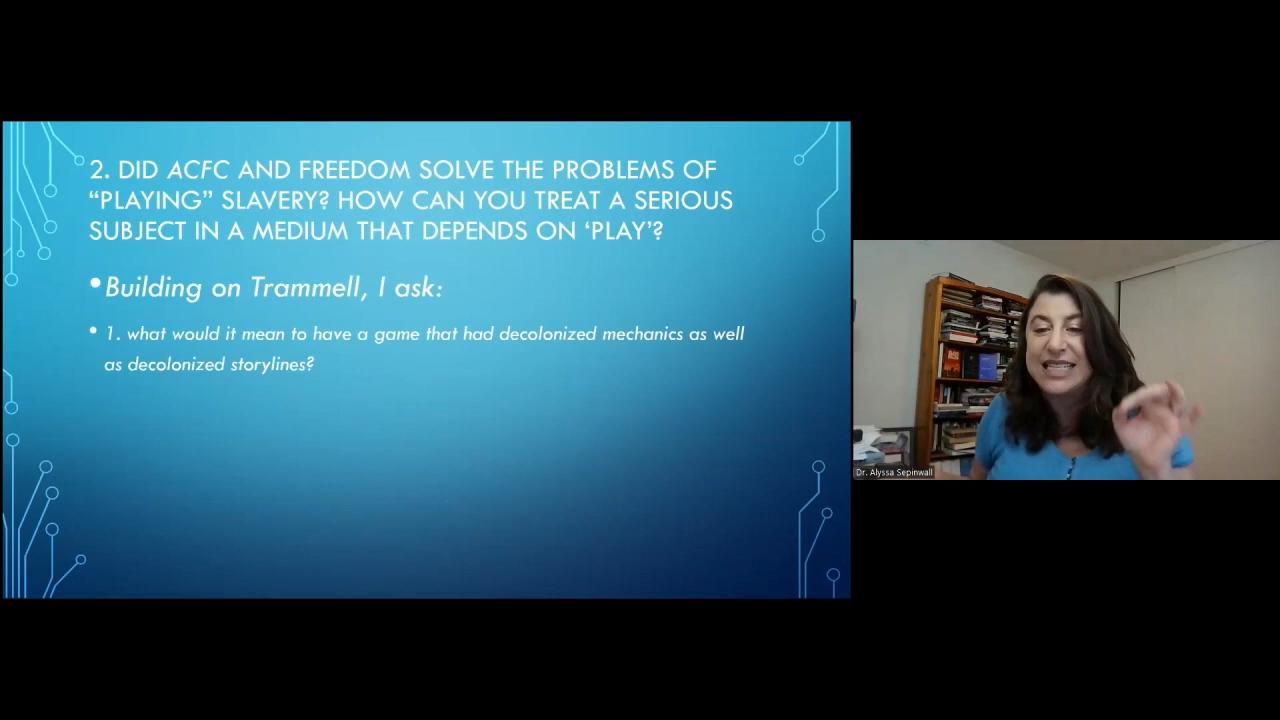 2. DID ACFC AND FREEDOM SOLVE THE PROBLEMS OF
“PLAYING” SLAVERY? HOW CAN YOU TREAT A SERIOUS
SUBJECT IN A MEDIUM THAT DEPENDS ON ‘PLAY’?
•Building on Trammell, I ask:
• 1. what would it mean to have a game that had decolonized mechanics as well
as decolonized storylines?
Dr. Alyssa Sepinwall